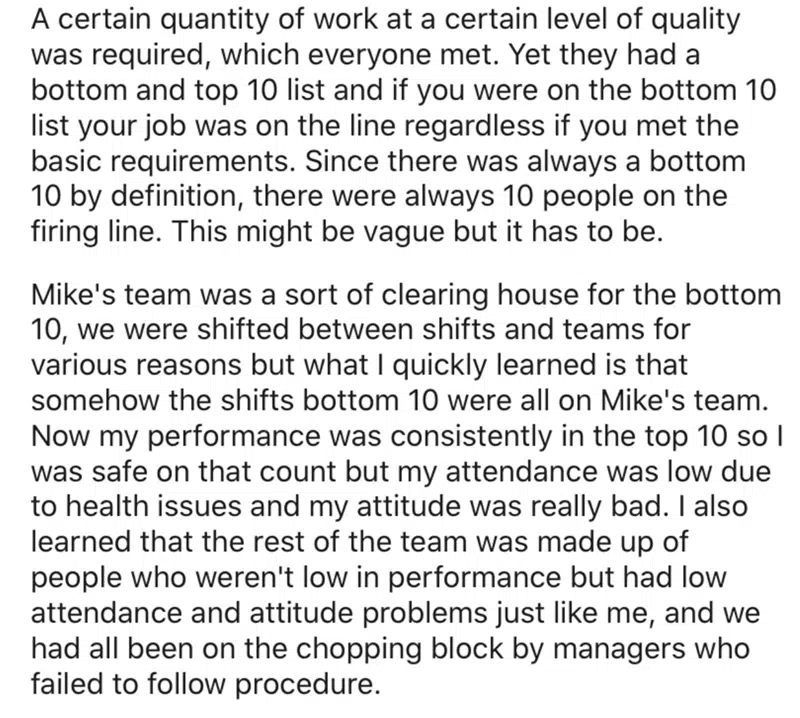 A certain quantity of work at a certain level of quality
was required, which everyone met. Yet they had a
bottom and top 10 list and if you were on the bottom 10
list your job was on the line regardless if you met the
basic requirements. Since there was always a bottom
10 by definition, there were always 10 people on the
firing line. This might be vague but it has to be.
Mike's team was a sort of clearing house for the bottom
10, we were shifted between shifts and teams for
various reasons but what I quickly learned is that
somehow the shifts bottom 10 were all on Mike's team.
Now my performance was consistently in the top 10 so I
was safe on that count but my attendance was low due
to health issues and my attitude was really bad. I also
learned that the rest of the team was made up of
people who weren't low in performance but had low
attendance and attitude problems just like me, and we
had all been on the chopping block by managers who
failed to follow procedure.